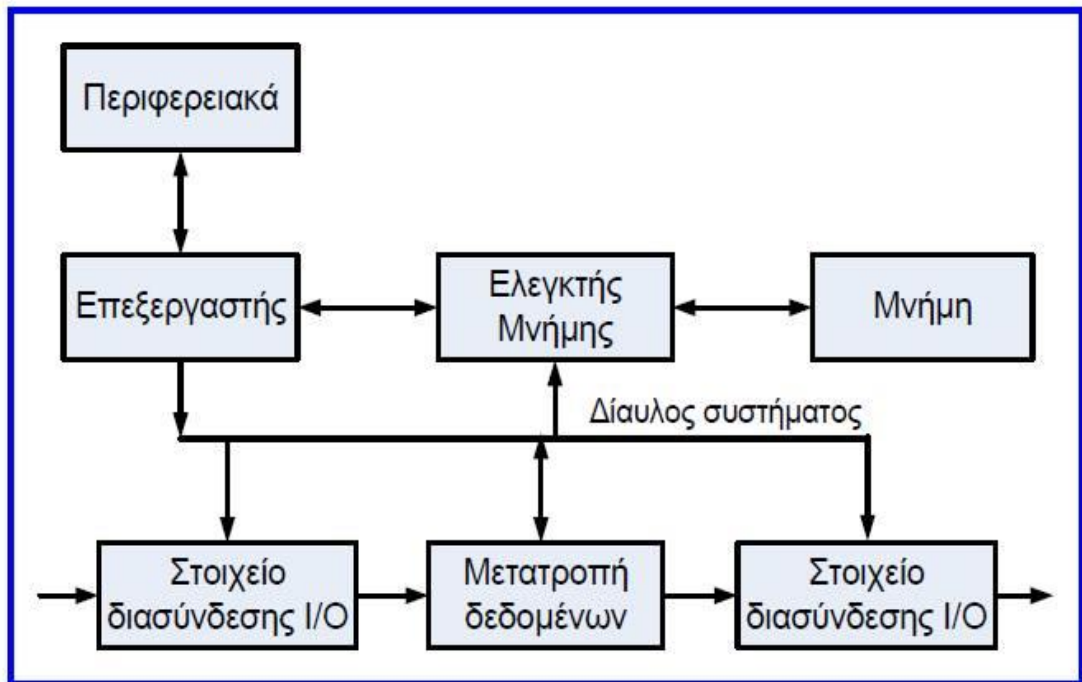 Περιφερειακά
Επεξεργαστής
Ελεγκτής
Μνήμης
Μνήμη
Δίαυλος συστήματος
Στοιχείο
διασύνδεσης I/O
Μετατροπή
δεδομένων
Στοιχείο
διασύνδεσης I/O